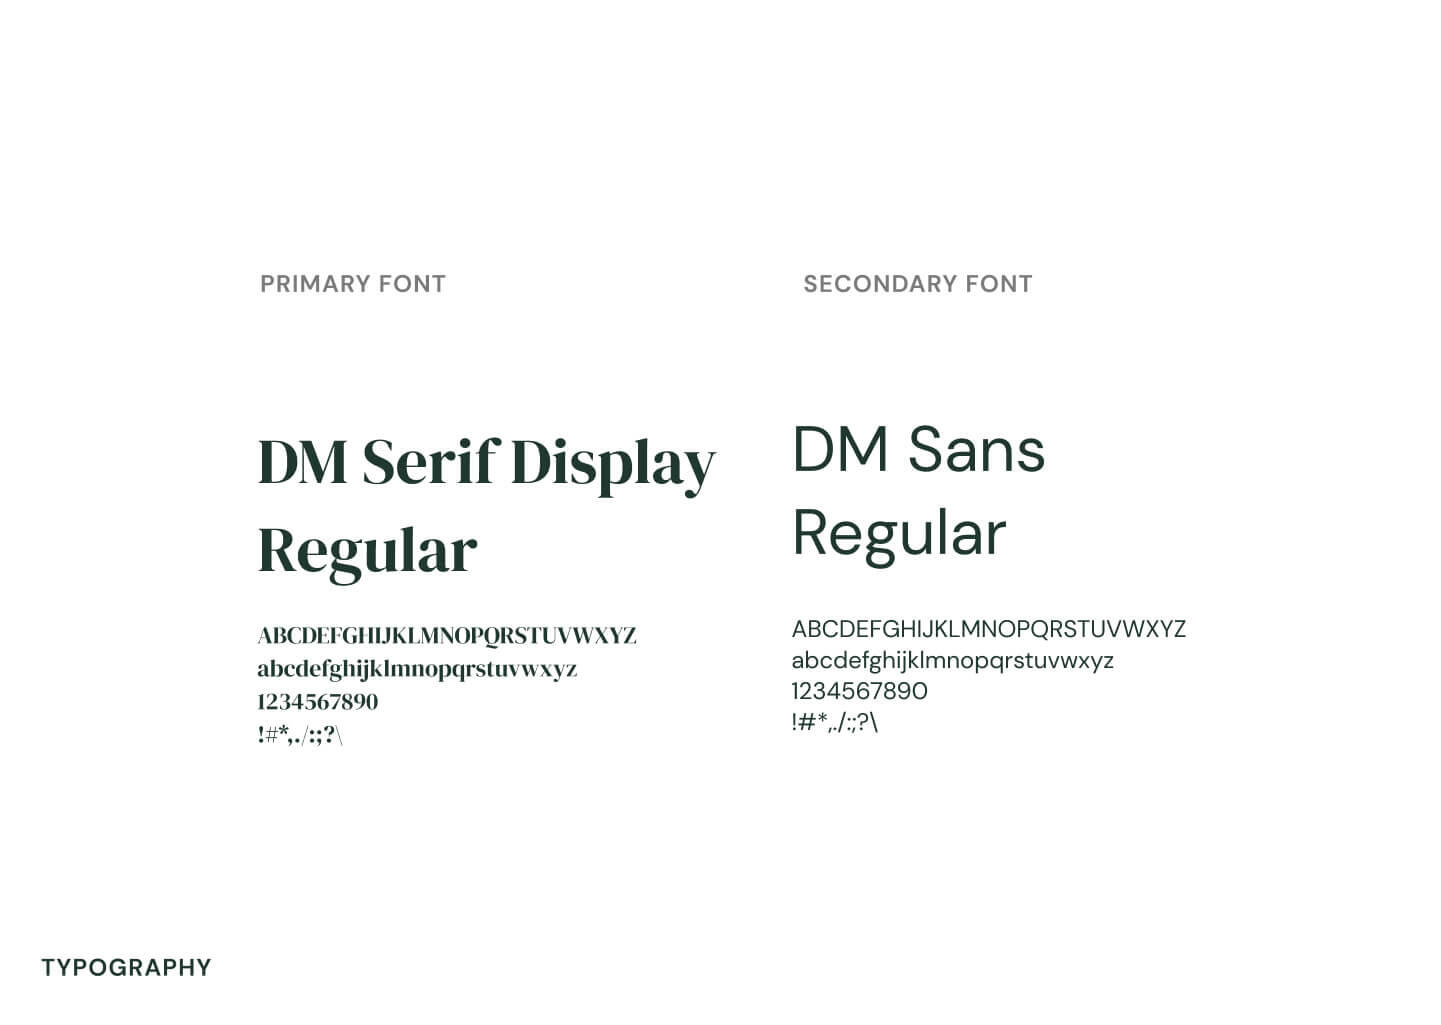 PRIMARY FONT
DM Serif Display
Regular
ABCDEFGHIJKLMNOPQRSTUVWXYZ
abcdefghijklmnopqrstuvwxyz
1234567890
!#*,./:;?\
SECONDARY FONT
DM Sans
Regular
ABCDEFGHIJKLMNOPQRSTUVWXYZ
abcdefghijklmnopqrstuvwxyz
1234567890
!#*,./:;?\
TYPOGRAPHY